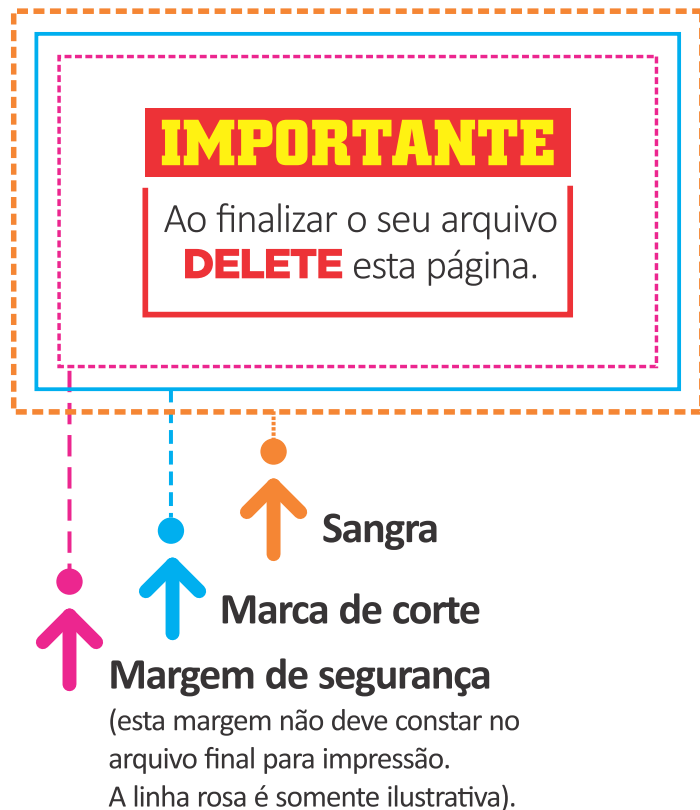 IMPORTANTE
Ao finalizar o seu arquivo
DELETE esta página.
Sangra
Marca de corte
Margem de segurança
(esta margem não deve constar no
arquivo final para impressão.
A linha rosa é somente ilustrativa).